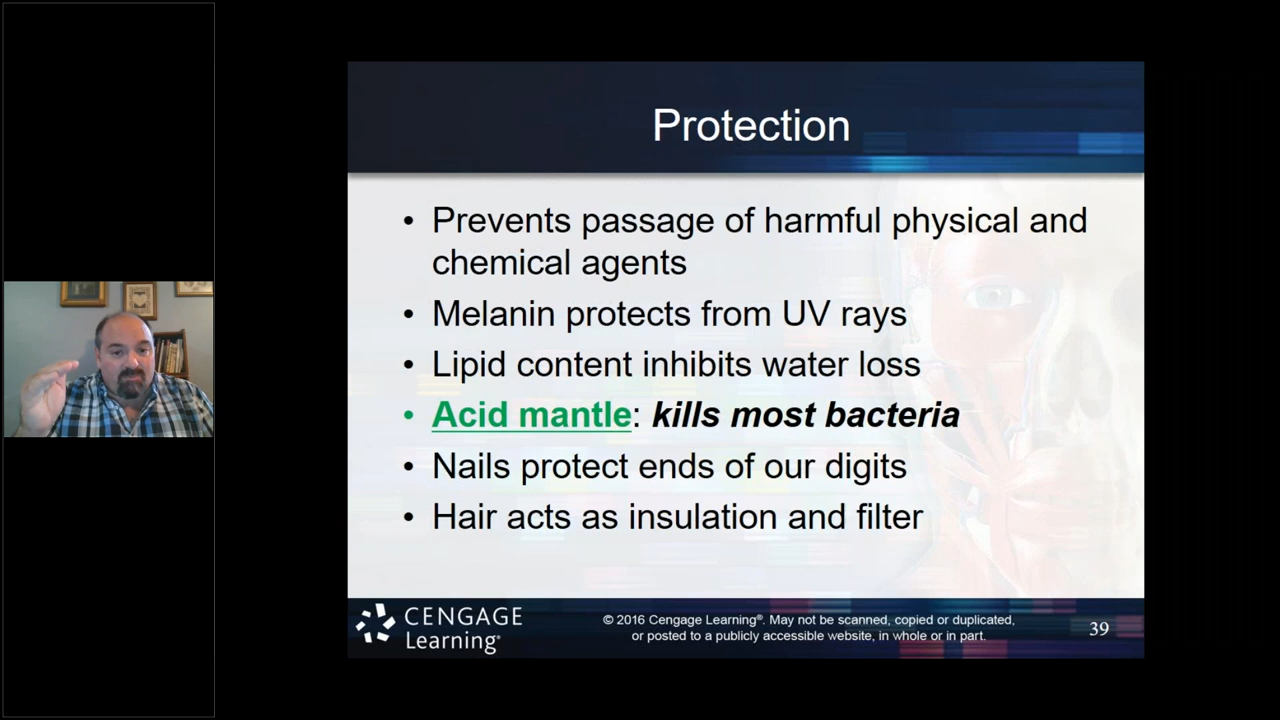 Protection
• Prevents passage of harmful physical and
chemical agents
• Melanin protects from UV rays
• Lipid content inhibits water loss
• Acid mantle: kills most bacteria
• Nails protect ends of our digits
• Hair acts as insulation and filter
CENGAGE
Learning®
© 2016 Cengage Learning®. May not be scanned, copied or duplicated,
or posted to a publicly accessible website, in whole or in part.
39